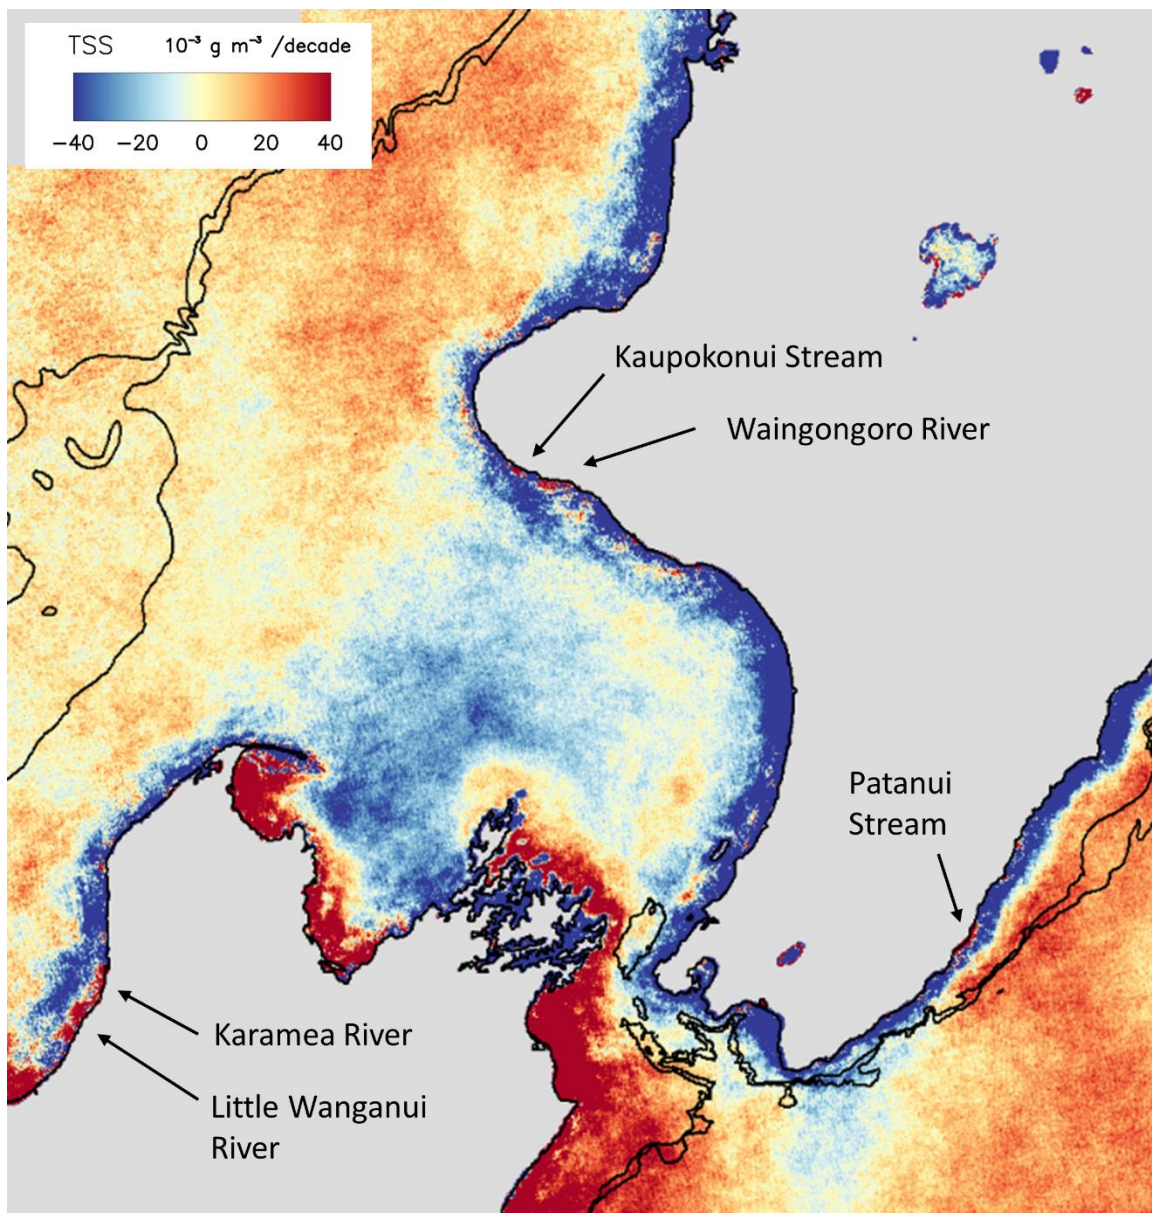 TSS 10⁻³ g m⁻³ /decade
−40 −20 0 20 40
Kaupokonui Stream
Waingongoro River
Patanui
Stream
Karamea River
Little Wanganui
River